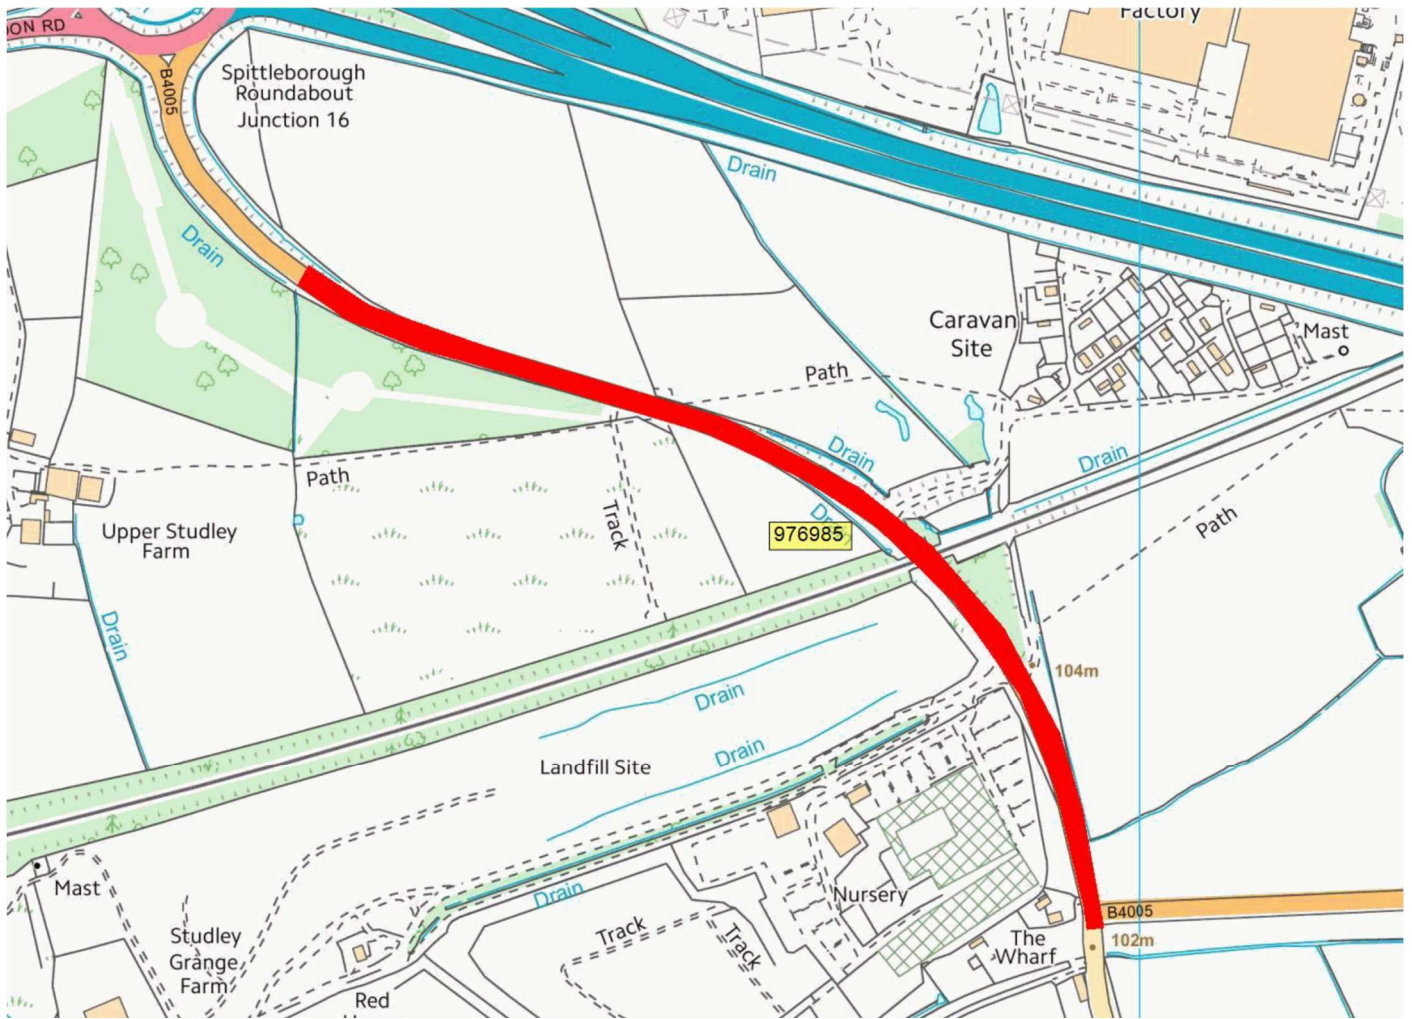 Factory
DON RD
B4005
Spittleborough
Roundabout
Junction 16
Drain
Drain
Caravan
Site
Mast
Path
Drain
Drain
Path
976985
Track
Path
Upper Studley
Farm
Drain
104m
Drain
Drain
Landfill Site
Mast
Drain
Nursery
B4005
Studley
Grange
Farm
Track
Track
The
Wharf
102m
Red